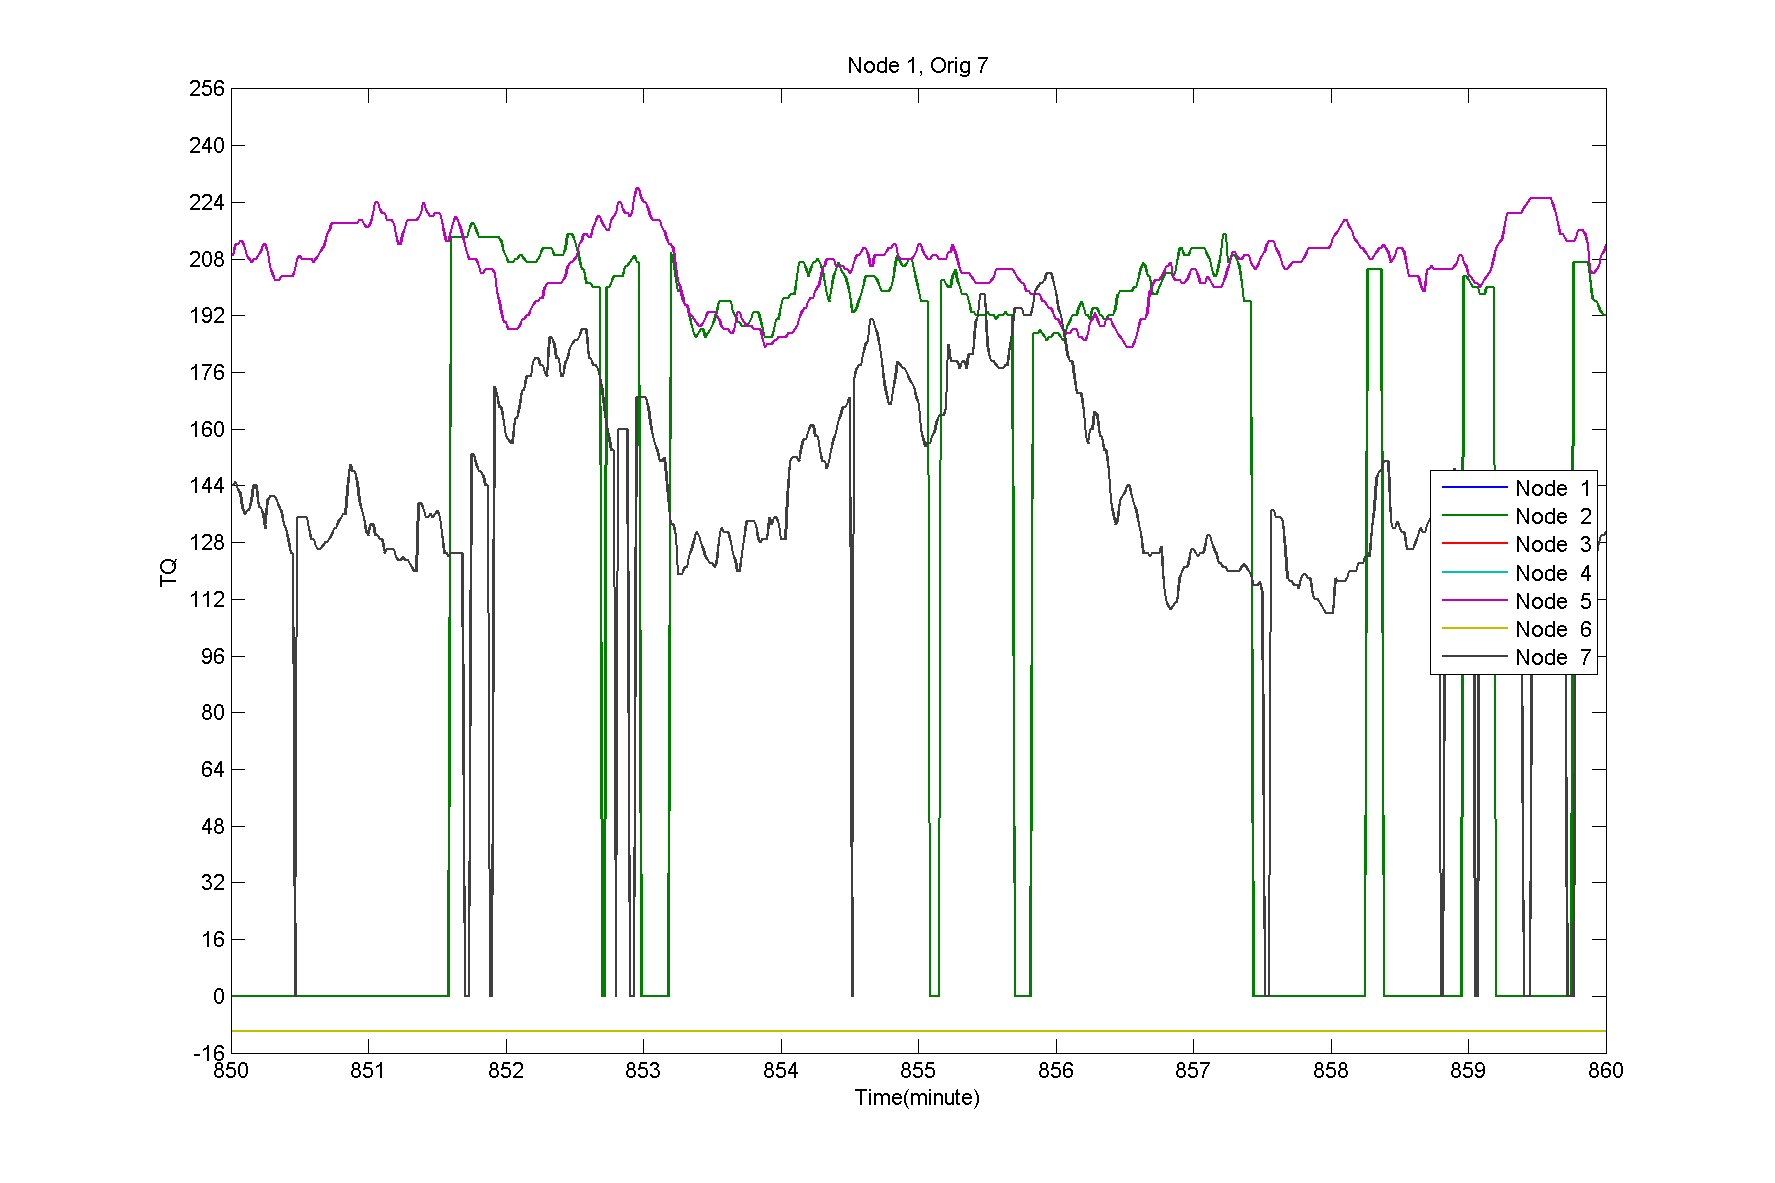 Node 1, Orig 7
256
240
224
208
192
176
160
144
128
112
96
80
64
48
32
16
0
-16
TQ
Node 1
Node 2
Node 3
Node 4
Node 5
Node 6
Node 7
850 851 852 853 854 855 856 857 858 859 860
Time(minute)